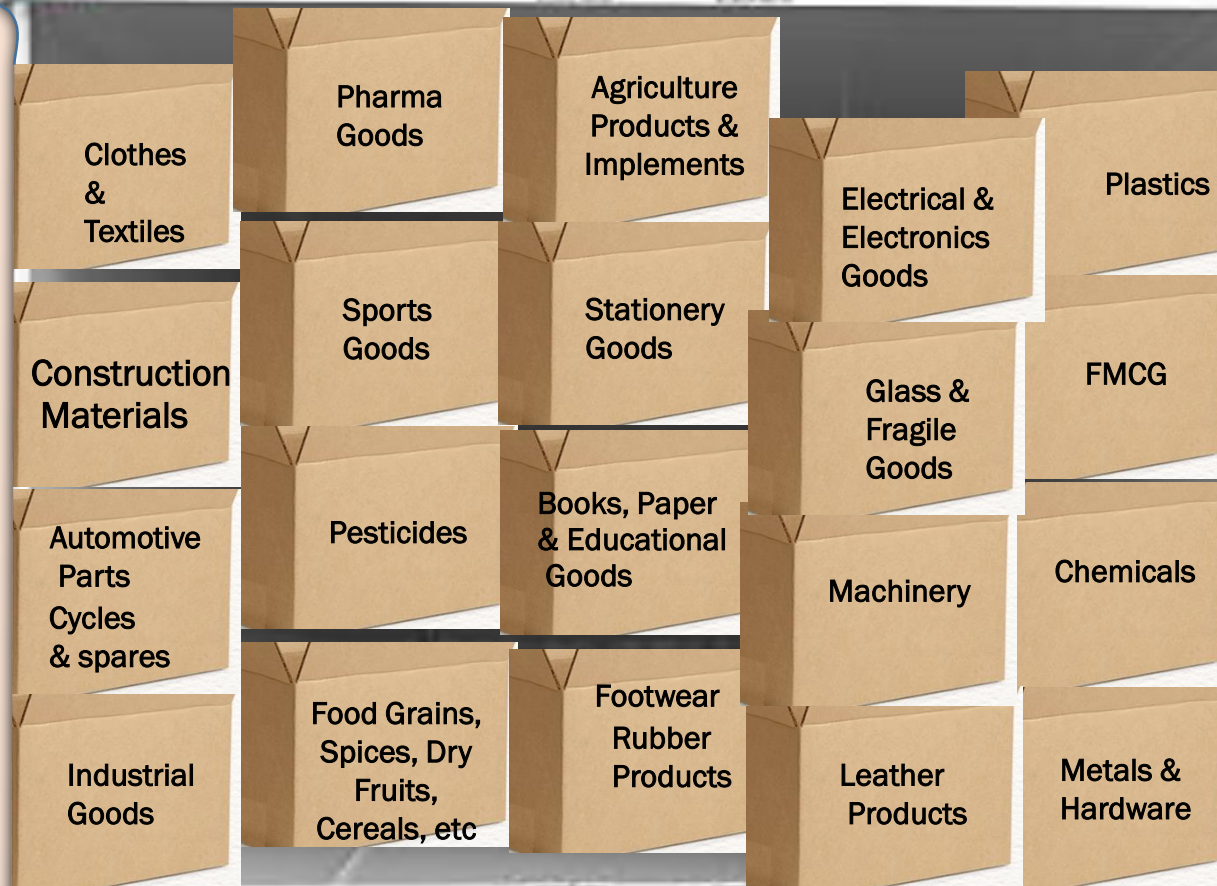 Clothes
&
Textiles
Construction
Materials
Automotive
Parts
Cycles
& spares
Industrial
Goods
Pharma
Goods
Sports
Goods
Pesticides
Food Grains,
Spices, Dry
Fruits,
Cereals, etc
Agriculture
Products &
Implements
Stationery
Goods
Books, Paper
& Educational
Goods
Footwear
Rubber
Products
Electrical &
Electronics
Goods
Glass &
Fragile
Goods
Machinery
Leather
Products
Plastics
FMCG
Chemicals
Metals &
Hardware